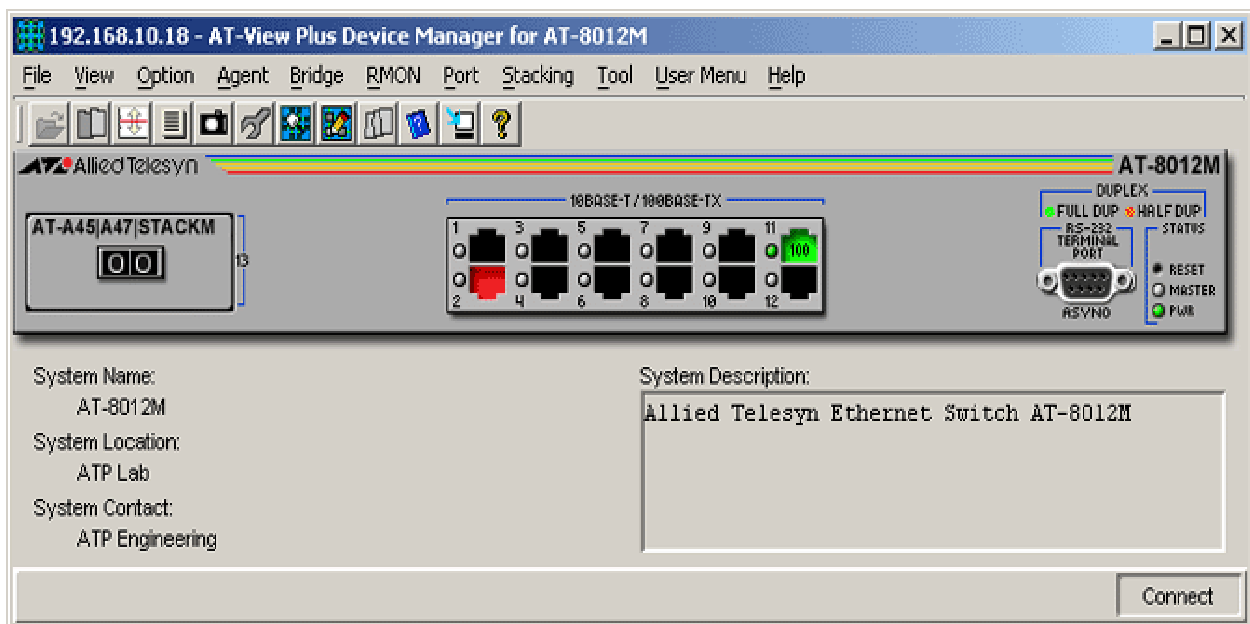 192.168.10.18 - AT-View Plus Device Manager for AT-8012M
File View Option Agent Bridge RMON Port Stacking Tool User Menu Help
Allied Telesyn
AT-8012M
AT-A45|A47|STACKM
00
13
10BASE-T / 100BASE-TX
1 3 5 7 9 11
100
2 4 6 8 10 12
DUPLEX
FULL DUP HALF DUP
RS-232
TERMINAL
PORT
ASYNO
STATUS
RESET
MASTER
PWR
System Name:
AT-8012M
System Location:
ATP Lab
System Contact:
ATP Engineering
System Description:
Allied Telesyn Ethernet Switch AT-8012M
Connect